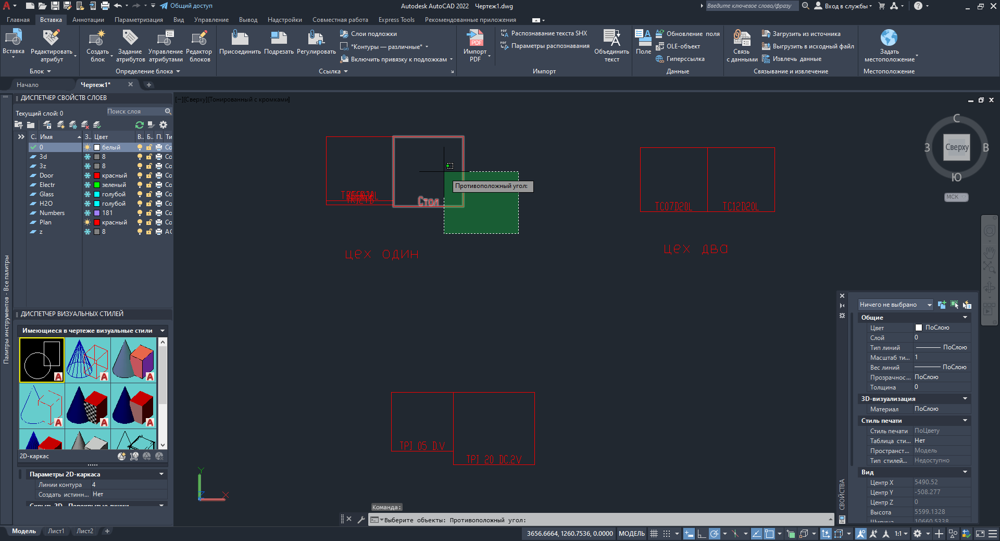 Общий доступ
Autodesk AutoCAD 2022 Чертеж1.dwg
Введите ключевое слово/фразу
Вход в службы
Главная Вставка Аннотации Параметризация Вид Управление Вывод Надстройки Совместная работа Express Tools Рекомендованные приложения
Вставка
Редактировать атрибут
Создать блок
Задание атрибутов
Управление атрибутами
Редактор блоков
Присоединить
Подрезать
Регулировать
Слои подложки
*Контуры — различные*
Включить привязку к подложкам
Импорт PDF
PDF
Распознавание текста SHX
Параметры распознавания
Объединить текст
Поле
Обновление поля
OLE-объект
Гиперссылка
Связь с данными
Загрузить из источника
Выгрузить в исходный файл
Извлечь данные
Задать местоположение
Блок Определение блока Ссылка Импорт Данные Связывание и извлечение Местоположение
Начало Чертеж1*
Палитры инструментов - Все палитры
ДИСПЕТЧЕР СВОЙСТВ СЛОЕВ
Текущий слой: 0
Поиск слоя
С. Имя З.. Цвет В.. Б.. П. Ти
0 белый Co
3d 8 Co
3z 8 Co
Door красный Co
Electr зеленый Co
Glass голубой Co
H2O голубой Co
Numbers 181 Co
Plan красный Co
z 8 AC
ДИСПЕТЧЕР ВИЗУАЛЬНЫХ СТИЛЕЙ
Имеющиеся в чертеже визуальные стили
2D-каркас
Параметры 2D-каркаса
Линии контура 4
Создать истинн... Нет
Скрыть 2D - Перекрытые линии
[−][Сверху][Тонированный с кромками]
Стол
Противоположный угол:
цех один
TC07D20L
TC12D20L
цех два
TPI 05 D.V
TPI 20 DC.2V
С
З
Сверху
В
Ю
МСК
Y
X
Z
Команда:
Выберите объекты: Противоположный угол:
СВОЙСТВА
Ничего не выбрано
Общие
Цвет ПоСлою
Слой 0
Тип линий ПоСлою
Масштаб ти... 1
Вес линий ПоСлою
Прозрачнос... ПоСлою
Толщина 0
3D-визуализация
Материал ПоСлою
Стиль печати
Стиль печати ПоЦвету
Таблица сти... Нет
Пространст... Модель
Тип стилей... Недоступно
Вид
Центр X 5490.52
Центр Y -508.277
Центр Z 0
Высота 5599.1328
Ширина 10660.5338
Модель Лист1 Лист2
3656.6664, 1260.7536, 0.0000 МОДЕЛЬ 1:1